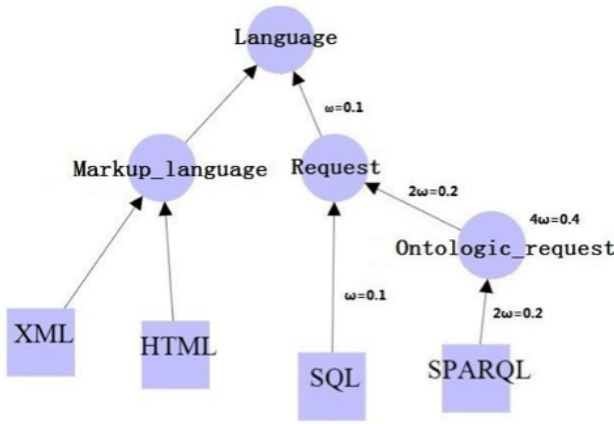 Language
ω=0.1
Markup_language
Request
2ω=0.2
4ω=0.4
Ontologic_request
ω=0.1
2ω=0.2
XML
HTML
SQL
SPARQL